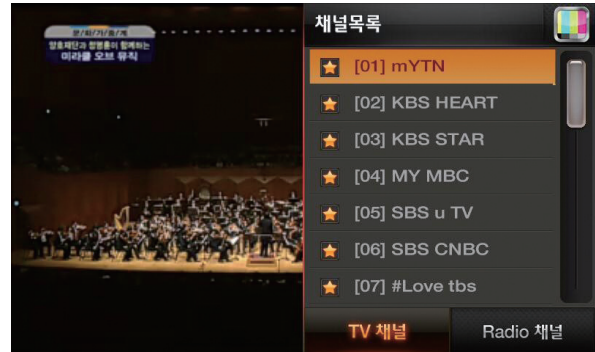 문/화/가/중/계
암호재단과 정명훈이 함께하는
미라클 오브 뮤직
채널목록
[01] mYTN
[02] KBS HEART
[03] KBS STAR
[04] MY MBC
[05] SBS u TV
[06] SBS CNBC
[07] #Love tbs
TV 채널
Radio 채널